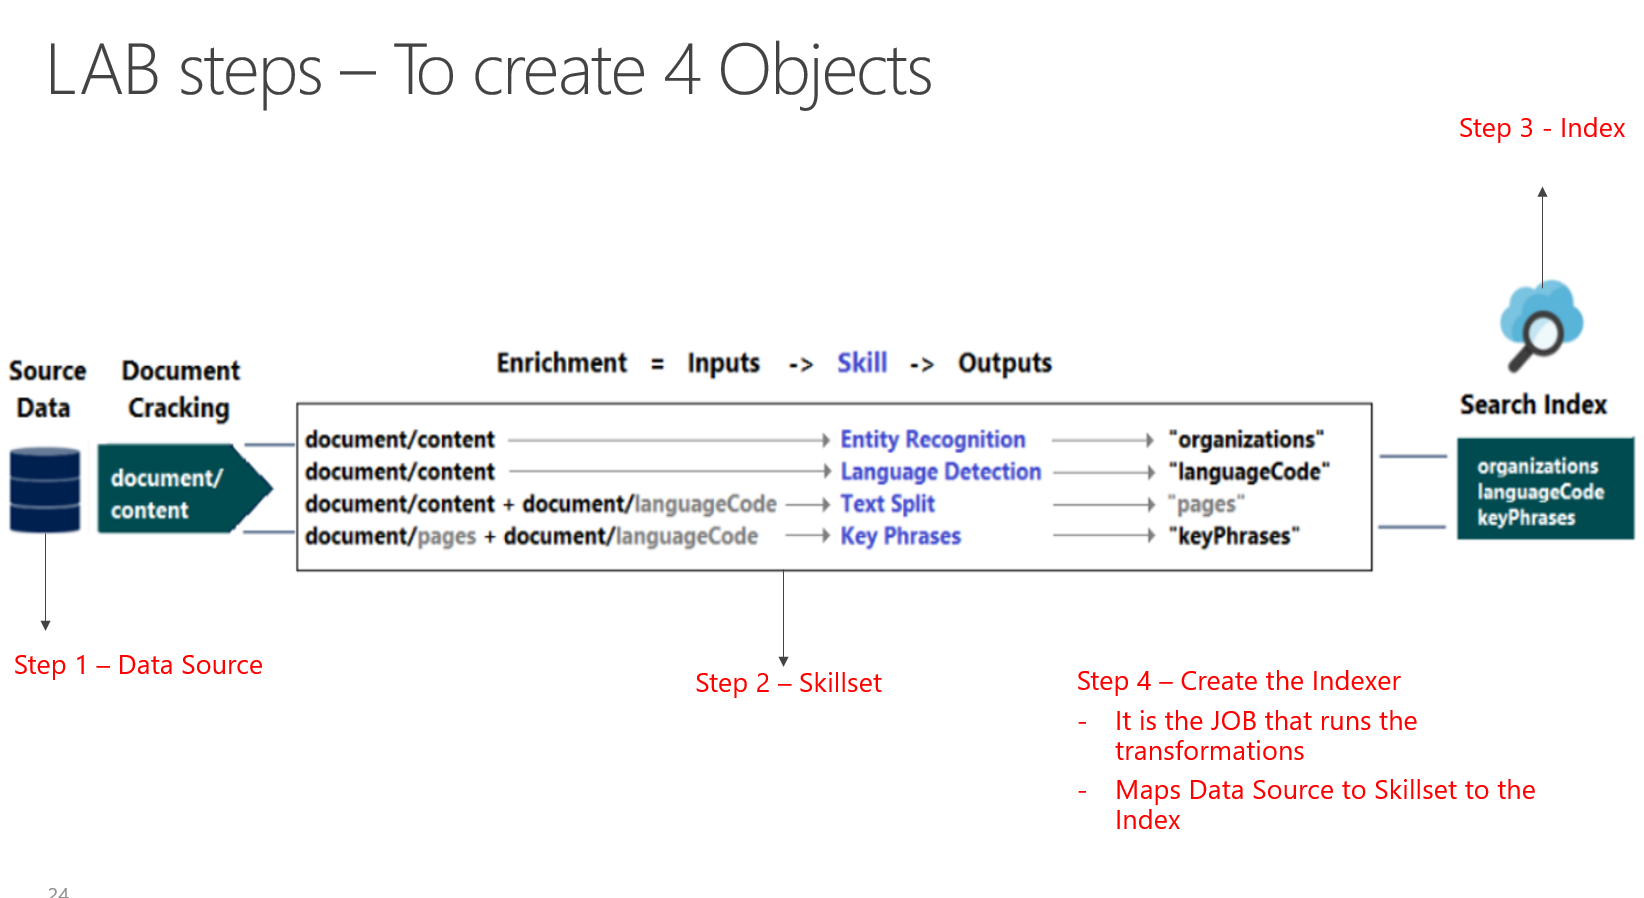 LAB steps – To create 4 Objects
Step 3 - Index
Enrichment = Inputs -> Skill -> Outputs
Source
Data
Document
Cracking
document/
content
document/content Entity Recognition "organizations"
document/content Language Detection "languageCode"
document/content + document/languageCode Text Split "pages"
document/pages + document/languageCode Key Phrases "keyPhrases"
Search Index
organizations
languageCode
keyPhrases
Step 1 – Data Source
Step 2 – Skillset
Step 4 – Create the Indexer
- It is the JOB that runs the
transformations
- Maps Data Source to Skillset to the
Index
24